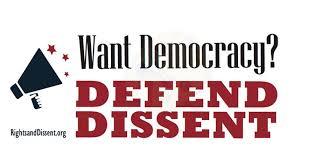 Want Democracy?
DEFEND
DISSENT
RightsandDissent.org